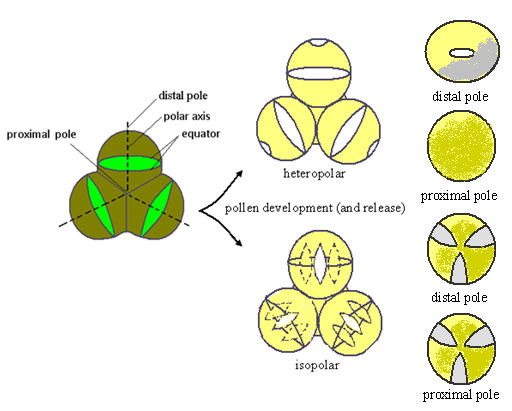 distal pole
polar axis
equator
proximal pole
heteropolar
pollen development (and release)
isopolar
distal pole
proximal pole
distal pole
proximal pole